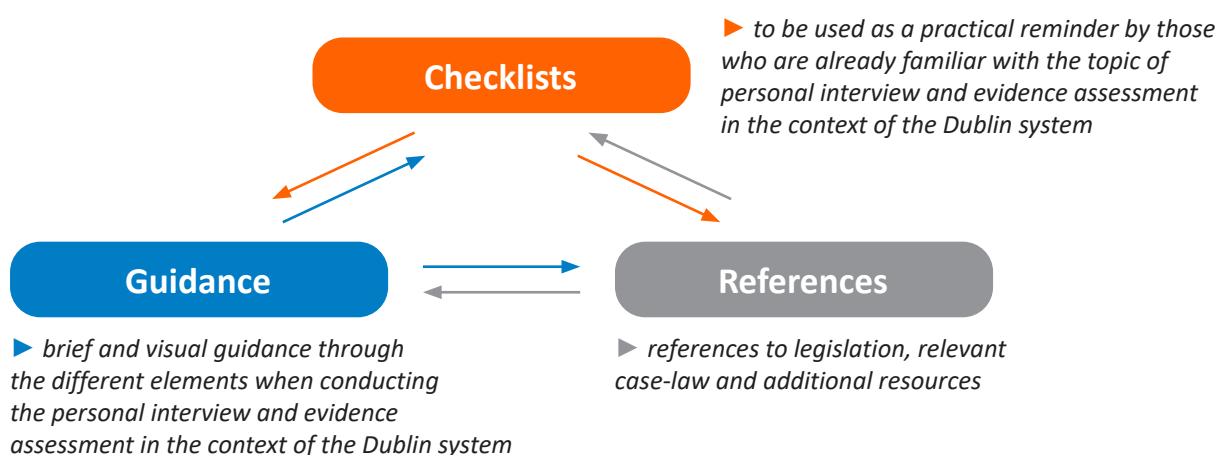 Checklists
► to be used as a practical reminder by those
who are already familiar with the topic of
personal interview and evidence assessment
in the context of the Dublin system
Guidance
► brief and visual guidance through
the different elements when conducting
the personal interview and evidence
assessment in the context of the Dublin system
References
► references to legislation, relevant
case-law and additional resources